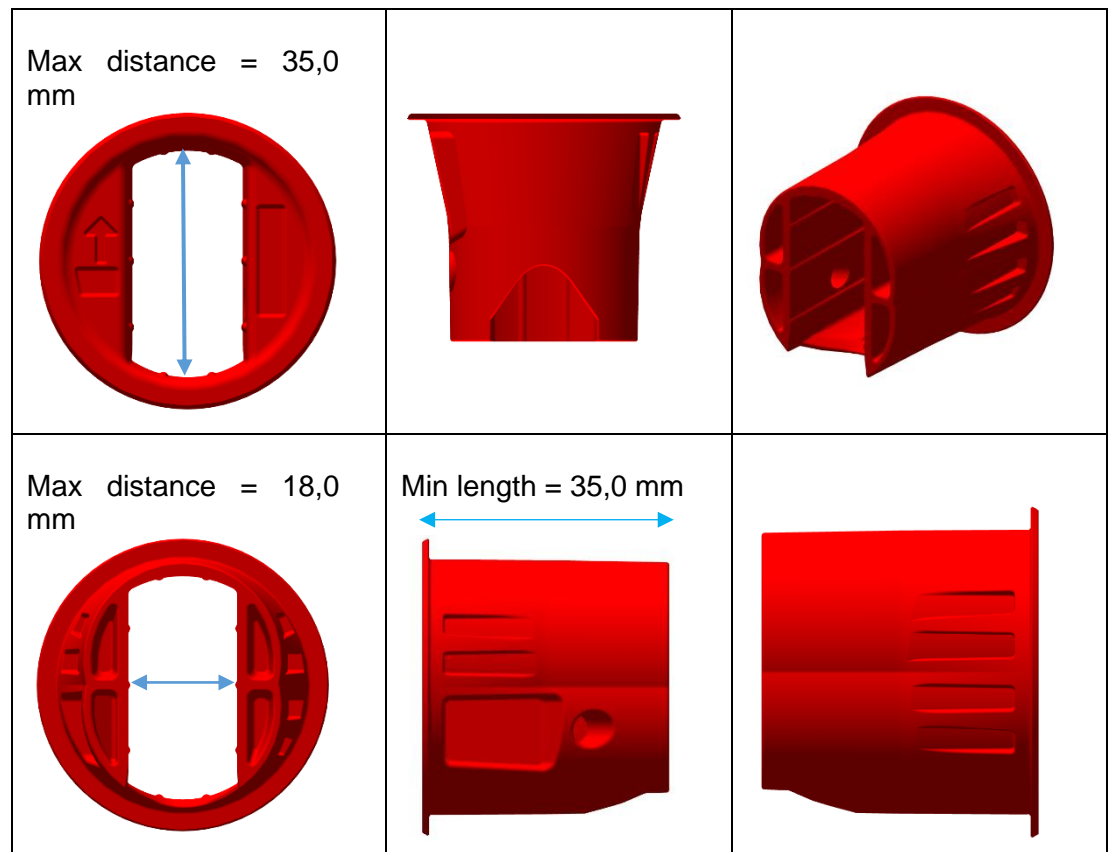 Max distance = 35,0
mm
Max distance = 18,0
mm
Min length = 35,0 mm